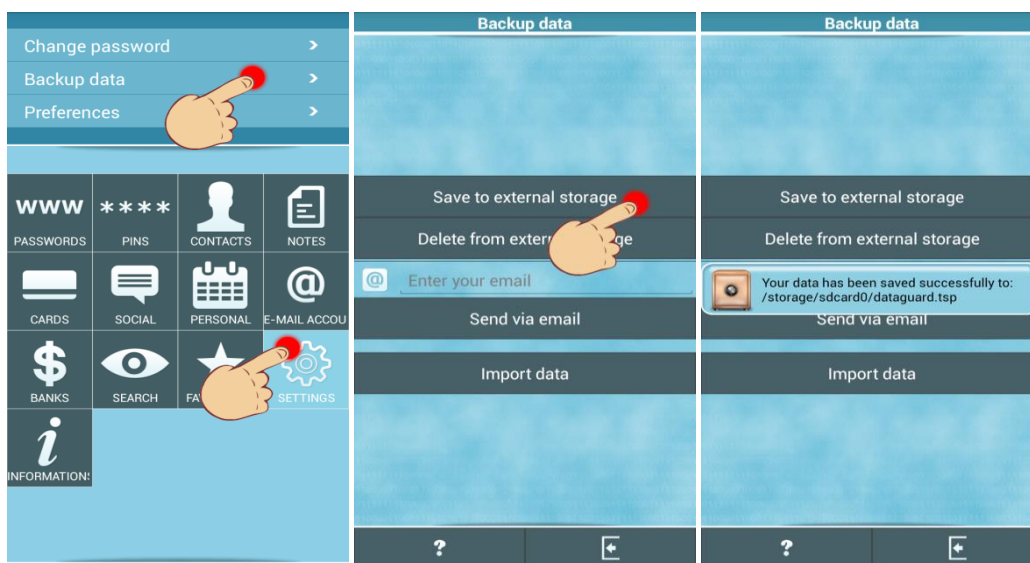 Change password
Backup data
Preferences
www
****
PASSWORDS
PINS
CONTACTS
NOTES
@
CARDS
SOCIAL
PERSONAL
E-MAIL ACCOU
$
BANKS
SEARCH
SETTINGS
i
INFORMATION
Backup data
Save to external storage
Delete from
@ Enter your email
Send via email
Import data
?
Backup data
Save to external storage
Delete from external storage
Your data has been saved successfully to:
/storage/sdcard0/dataguard.tsp
Send via email
Import data
?